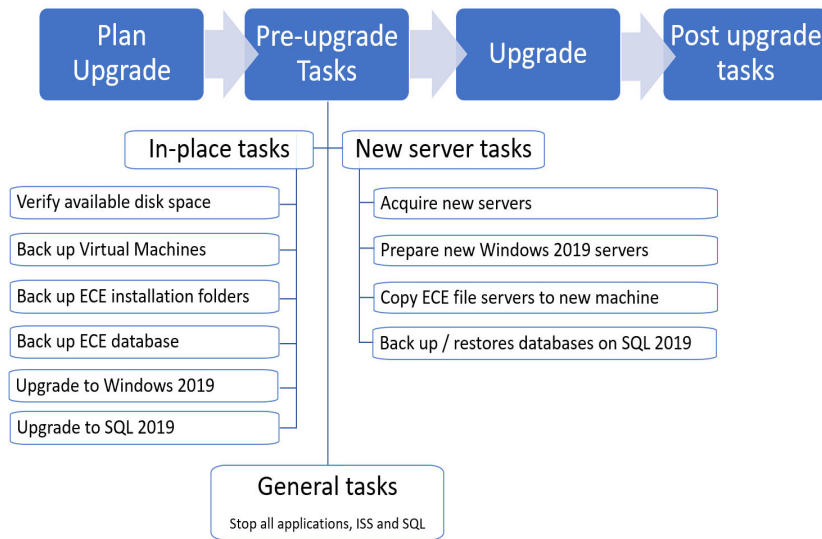 Plan
Upgrade
Pre-upgrade
Tasks
Upgrade
Post upgrade
tasks
In-place tasks
New server tasks
Verify available disk space
Back up Virtual Machines
Back up ECE installation folders
Back up ECE database
Upgrade to Windows 2019
Upgrade to SQL 2019
Acquire new servers
Prepare new Windows 2019 servers
Copy ECE file servers to new machine
Back up / restores databases on SQL 2019
General tasks
Stop all applications, ISS and SQL